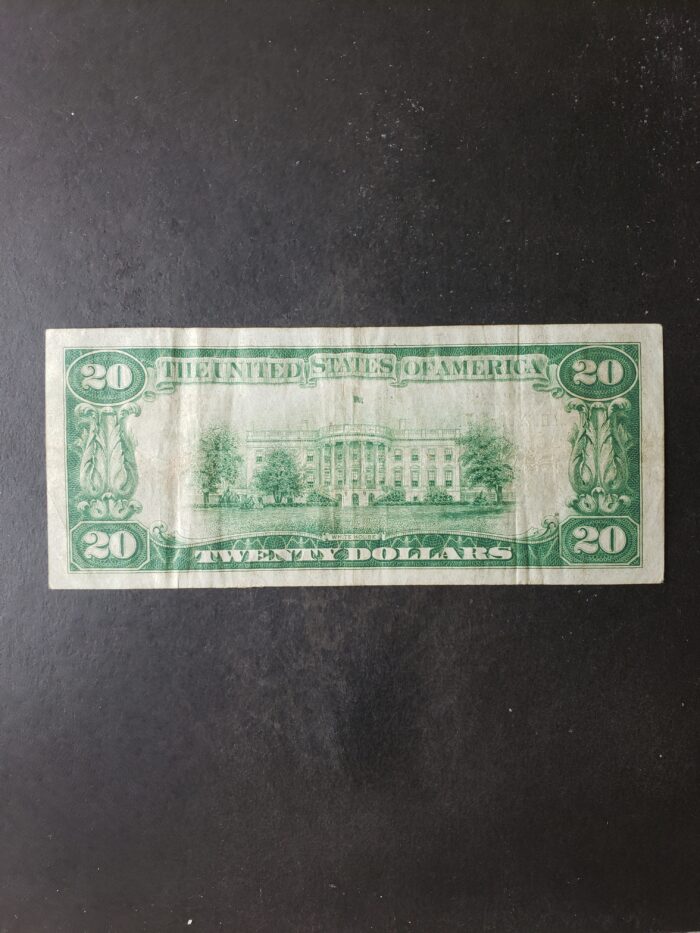 20 THE UNITED STATES OF AMERICA 20
WHITE HOUSE
20 TWENTY DOLLARS 20